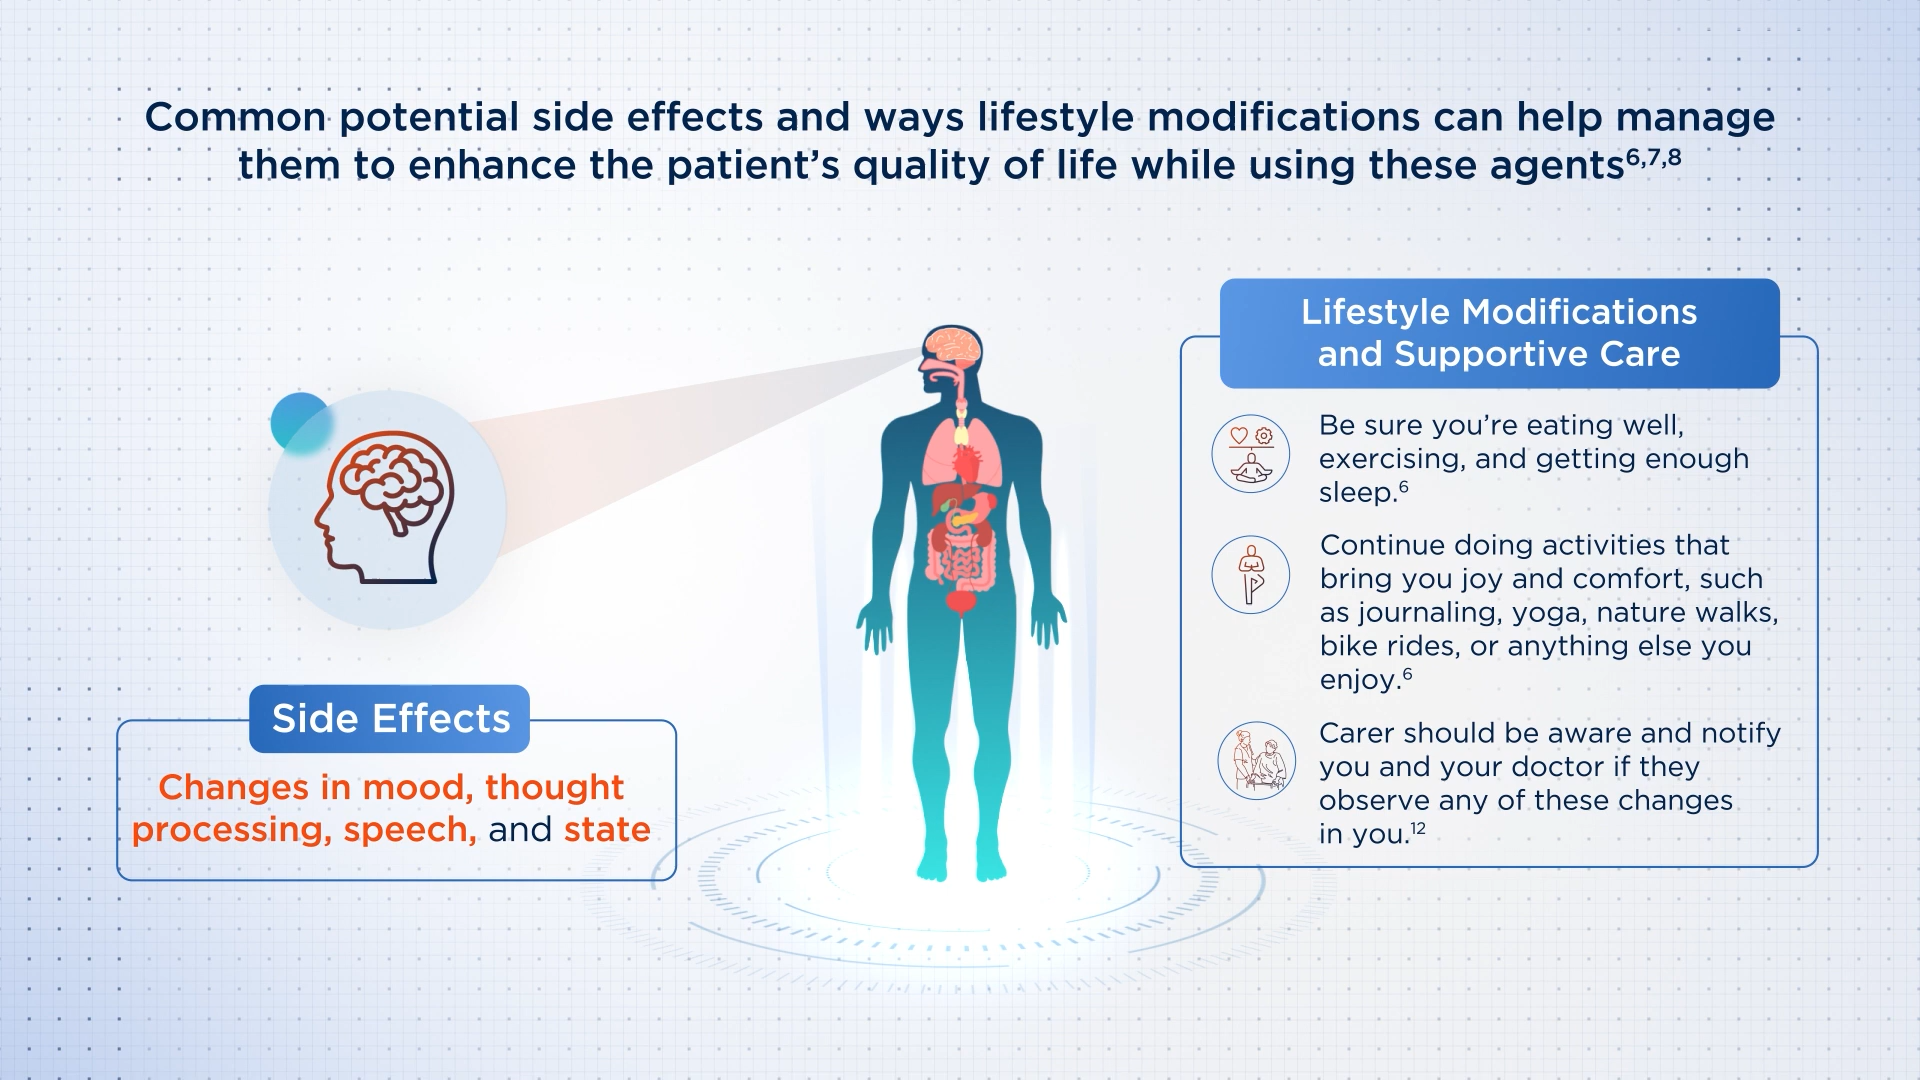 Common potential side effects and ways lifestyle modifications can help manage
them to enhance the patient’s quality of life while using these agents6,7,8
Side Effects
Changes in mood, thought
processing, speech, and state
Lifestyle Modifications
and Supportive Care
Be sure you’re eating well,
exercising, and getting enough
sleep.6
Continue doing activities that
bring you joy and comfort, such
as journaling, yoga, nature walks,
bike rides, or anything else you
enjoy.6
Carer should be aware and notify
you and your doctor if they
observe any of these changes
in you.12